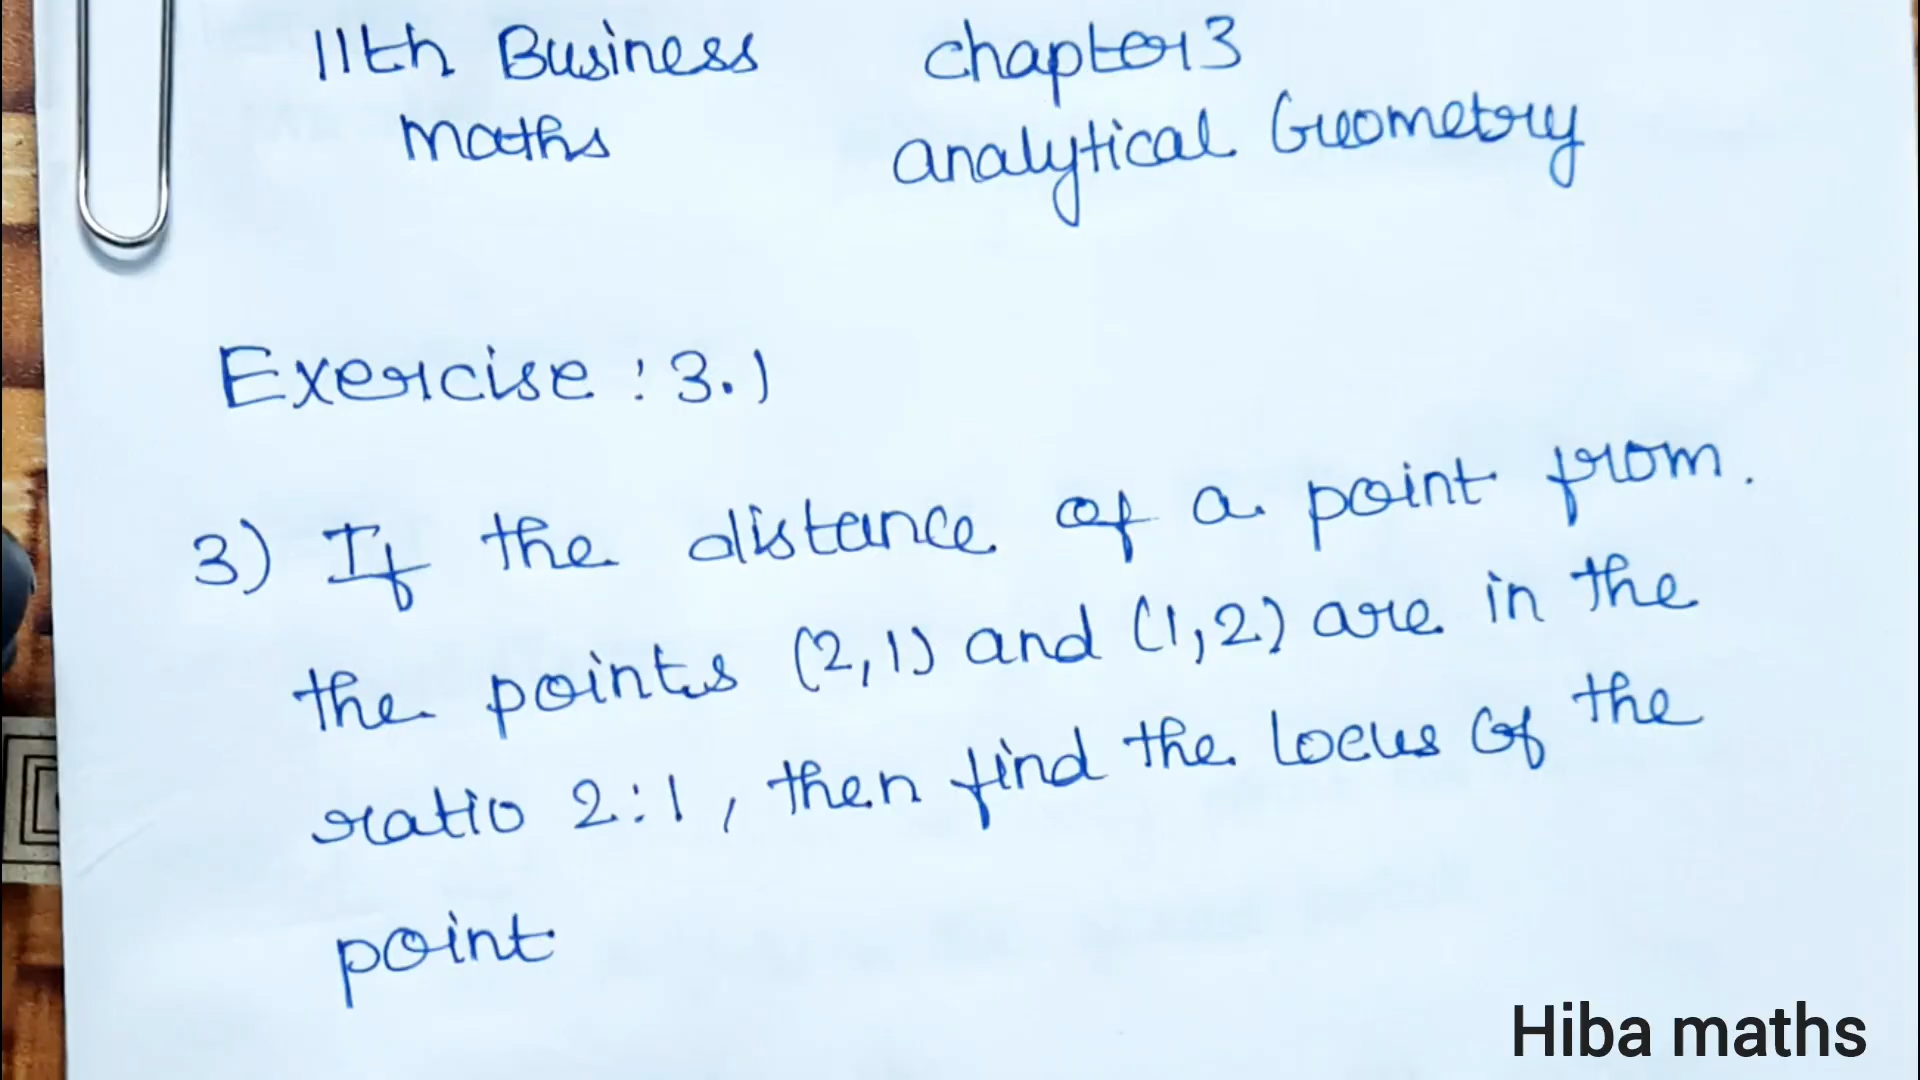 11th Business chapter 3
maths analytical Geometry
Exercise : 3.1
3) If the distance of a point from.
the points (2,1) and (1,2) are in the
ratio 2:1, then find the locus of the
point
Hiba maths